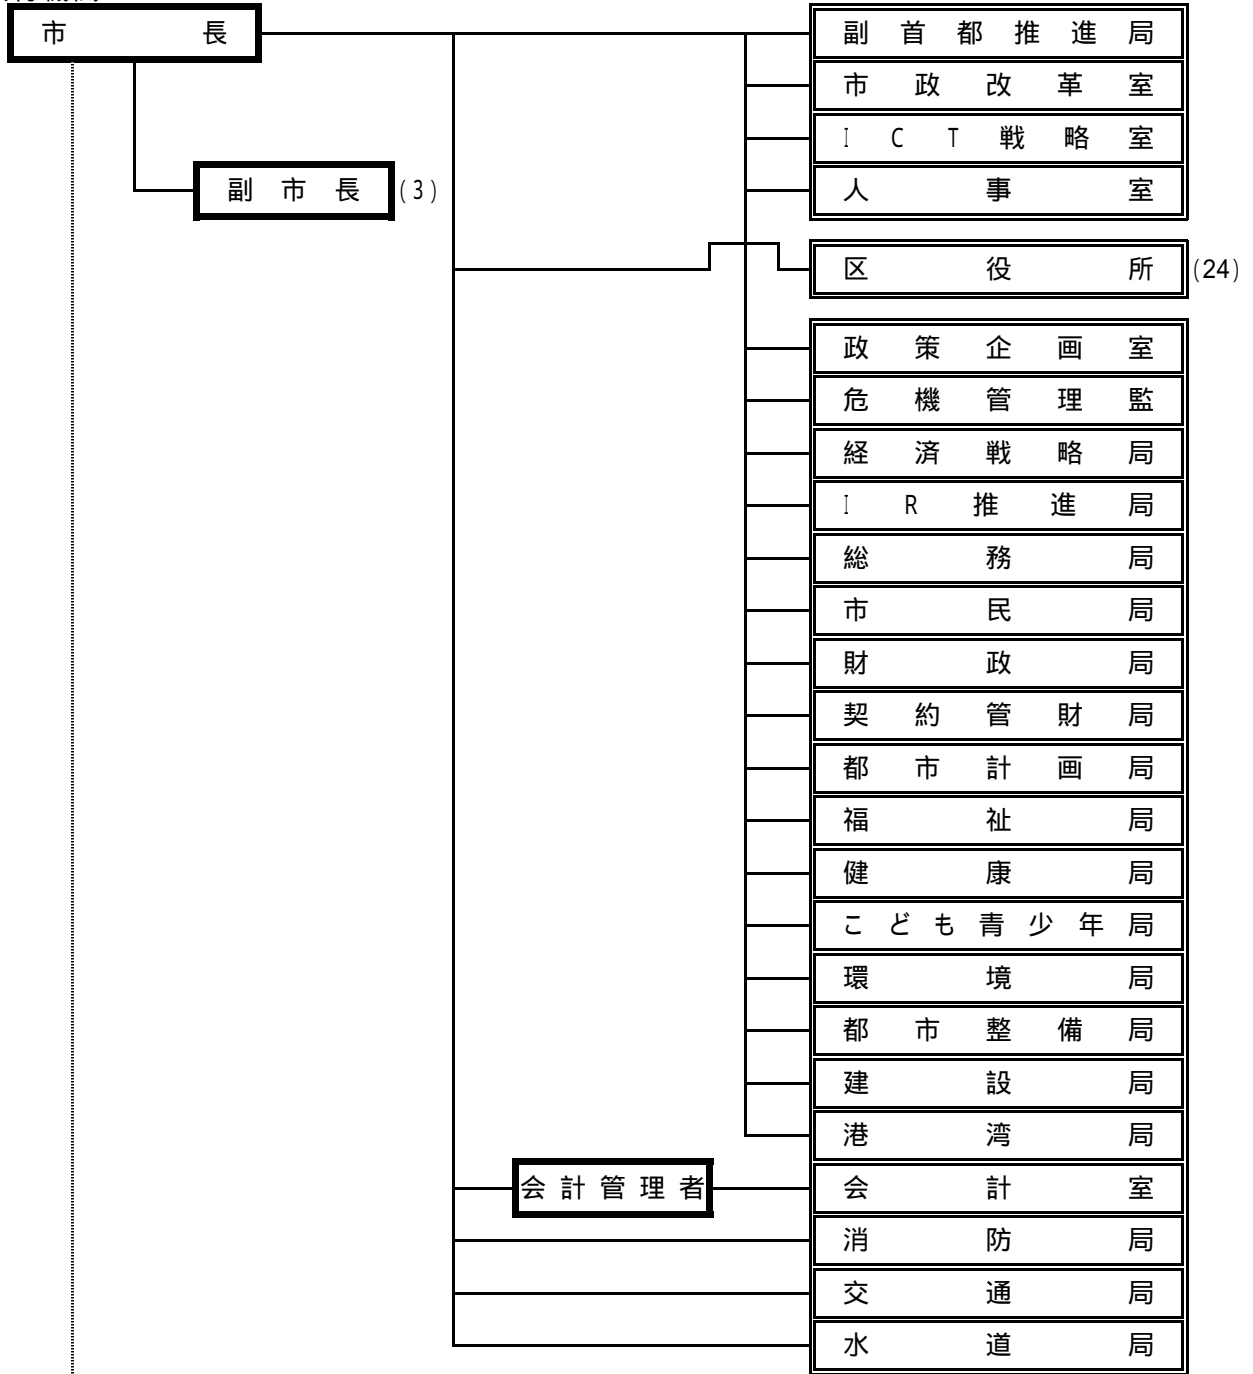 市長
副首都推進局
市政改革室
ICT戦略室
人事室
副市長(3)
区役所(24)
政策企画室
危機管理監
経済戦略局
IR推進局
総務局
市民局
財政局
契約管財局
都市計画局
福祉局
健康局
こども青少年局
環境局
都市整備局
建設局
港湾局
会計管理者
会計室
消防局
交通局
水道局